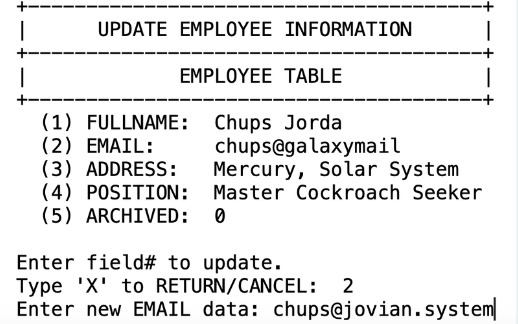 +----------------------------------------+
|      UPDATE EMPLOYEE INFORMATION       |
+----------------------------------------+
|             EMPLOYEE TABLE             |
+----------------------------------------+
  (1) FULLNAME:  Chups Jorda
  (2) EMAIL:     chups@galaxymail
  (3) ADDRESS:   Mercury, Solar System
  (4) POSITION:  Master Cockroach Seeker
  (5) ARCHIVED:  0

Enter field# to update.
Type 'X' to RETURN/CANCEL:  2
Enter new EMAIL data: chups@jovian.system